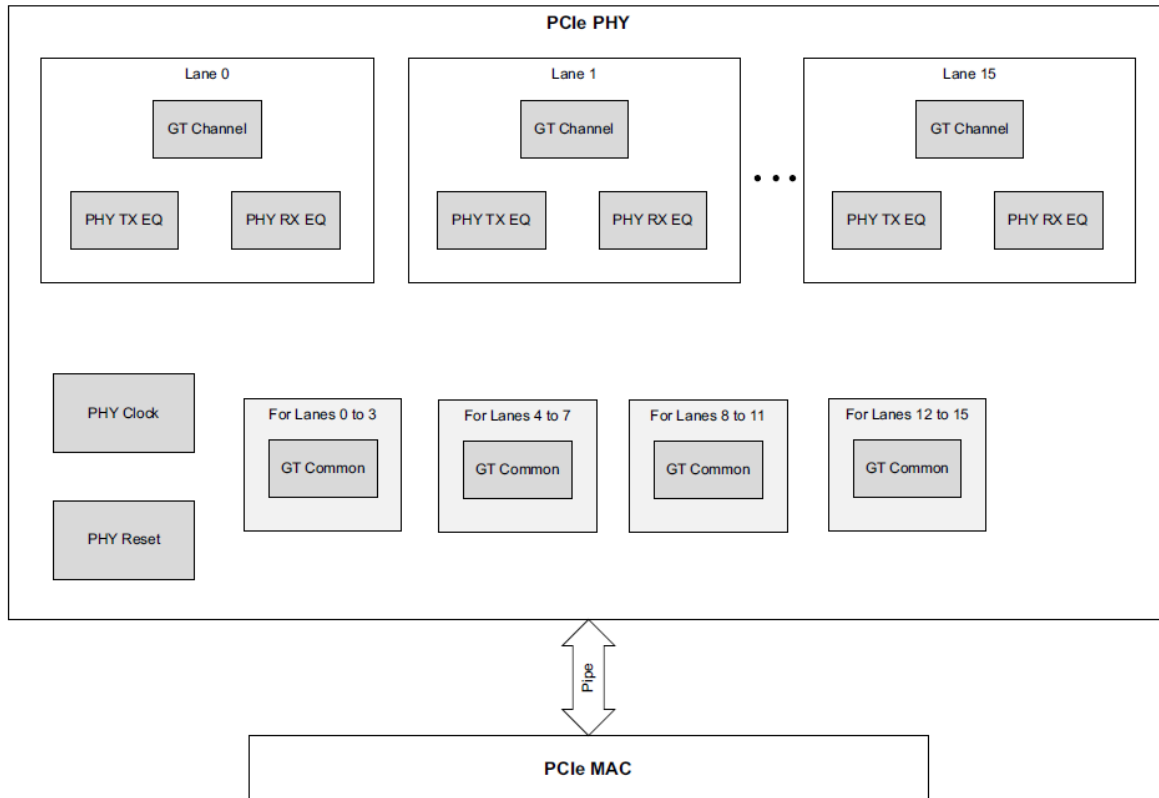 PCIe PHY
Lane 0
GT Channel
PHY TX EQ
PHY RX EQ
Lane 1
GT Channel
PHY TX EQ
PHY RX EQ
Lane 15
GT Channel
PHY TX EQ
PHY RX EQ
PHY Clock
PHY Reset
For Lanes 0 to 3
GT Common
For Lanes 4 to 7
GT Common
For Lanes 8 to 11
GT Common
For Lanes 12 to 15
GT Common
Pipe
PCIe MAC